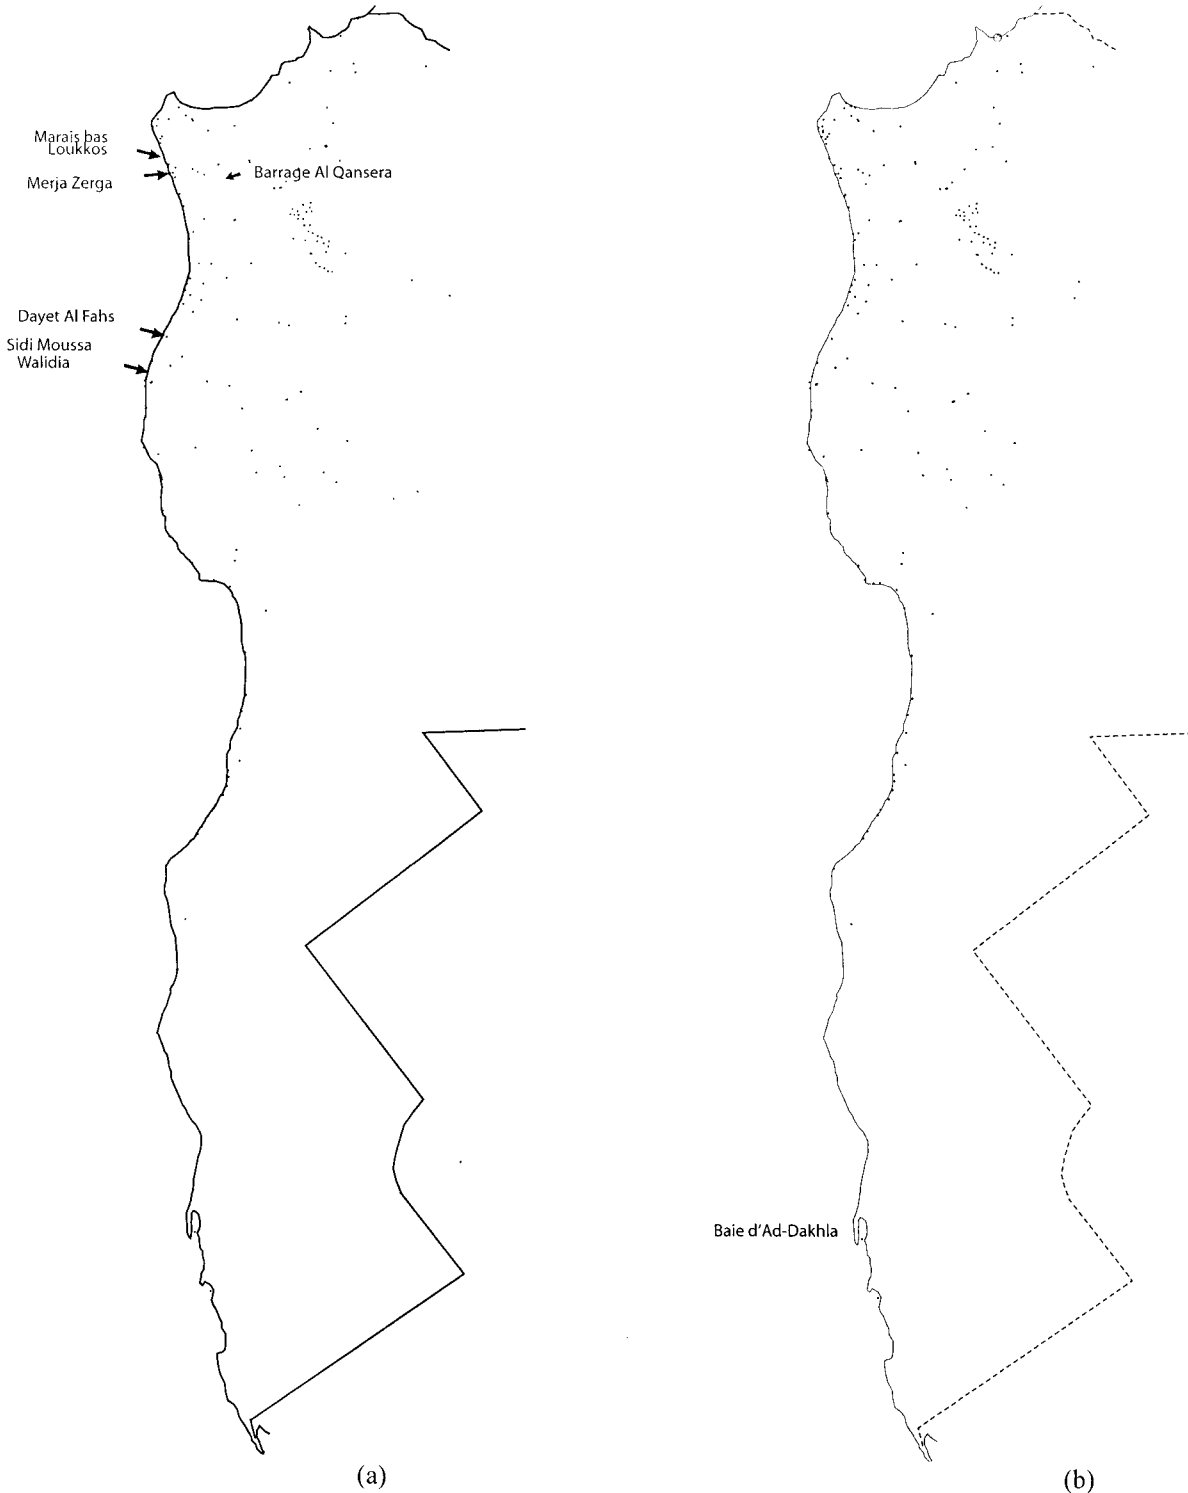 Marais bas
Loukkos
Merja Zerga
Barrage Al Qansera
Dayet Al Fahs
Sidi Moussa
Walidia
Baie d'Ad-Dakhla
(a)
(b)